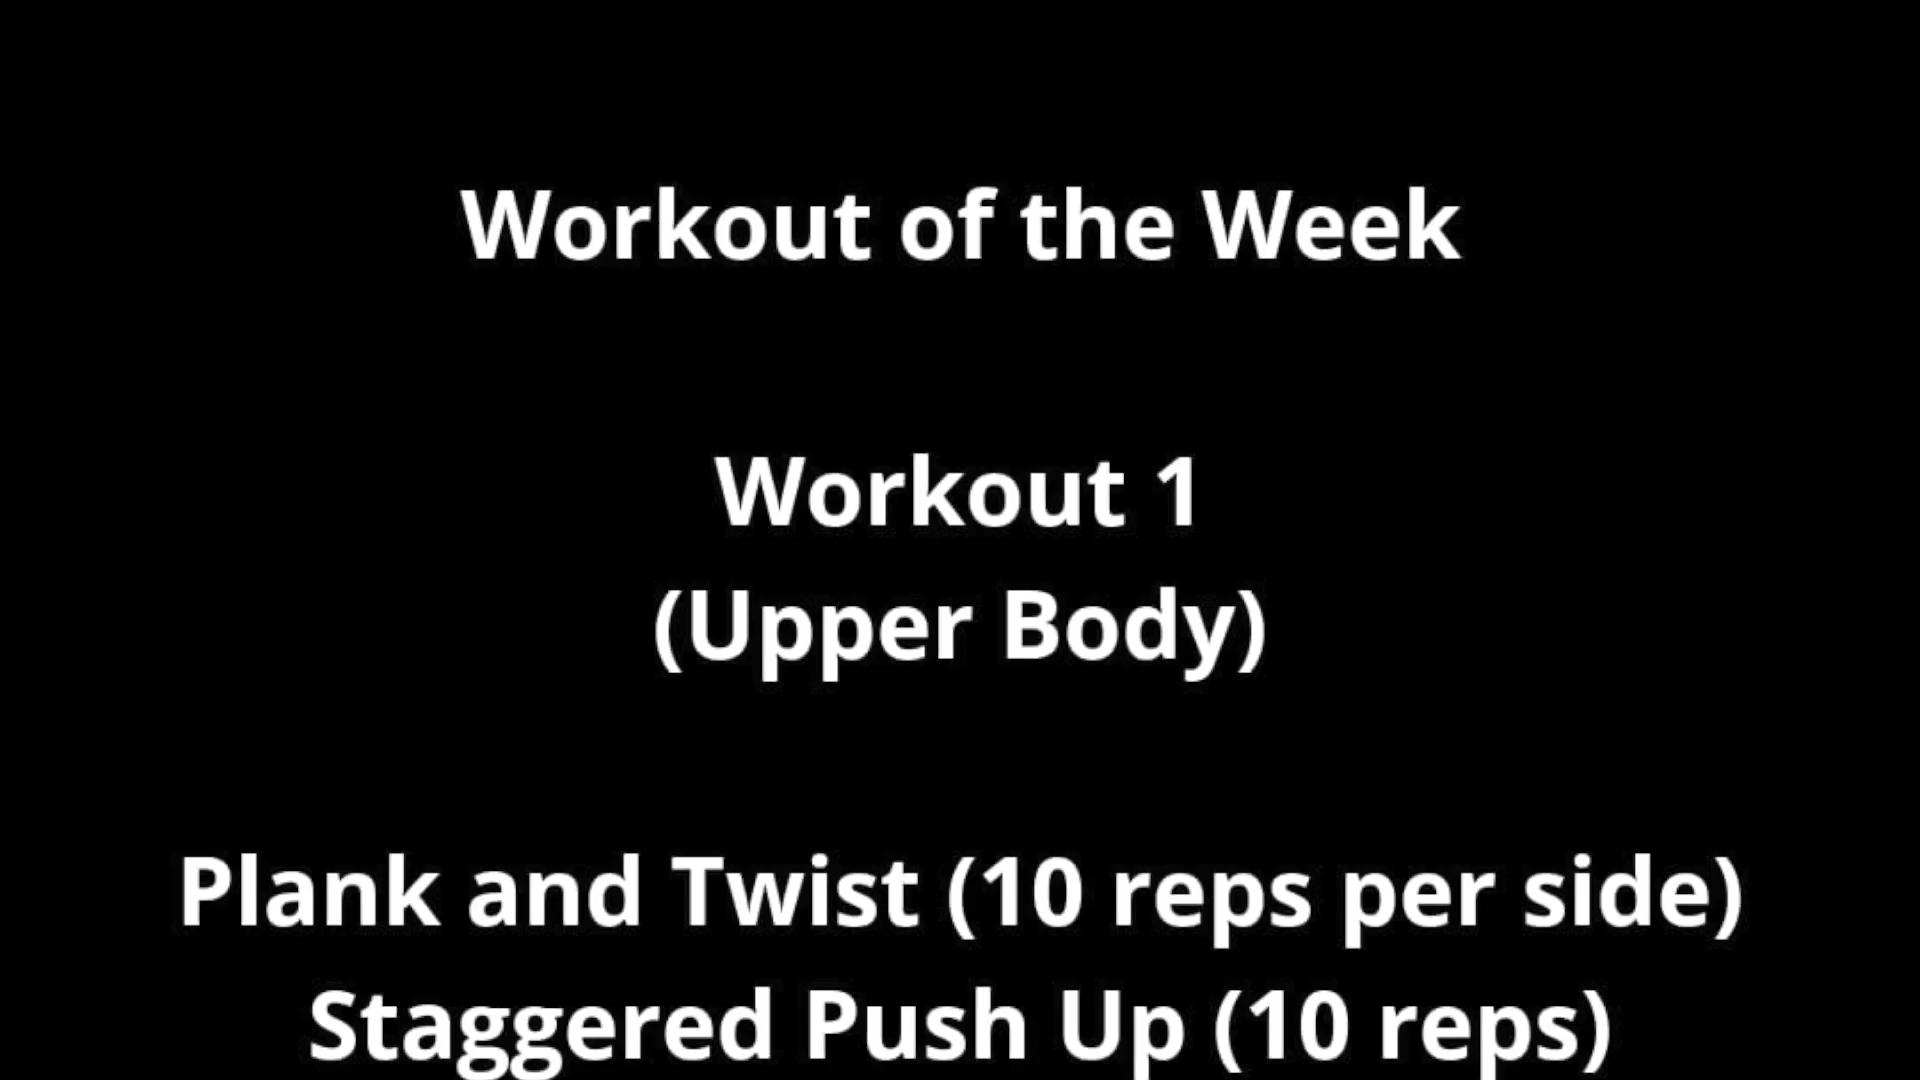 Workout of the Week
Workout 1
(Upper Body)
Plank and Twist (10 reps per side)
Staggered Push Up (10 reps)